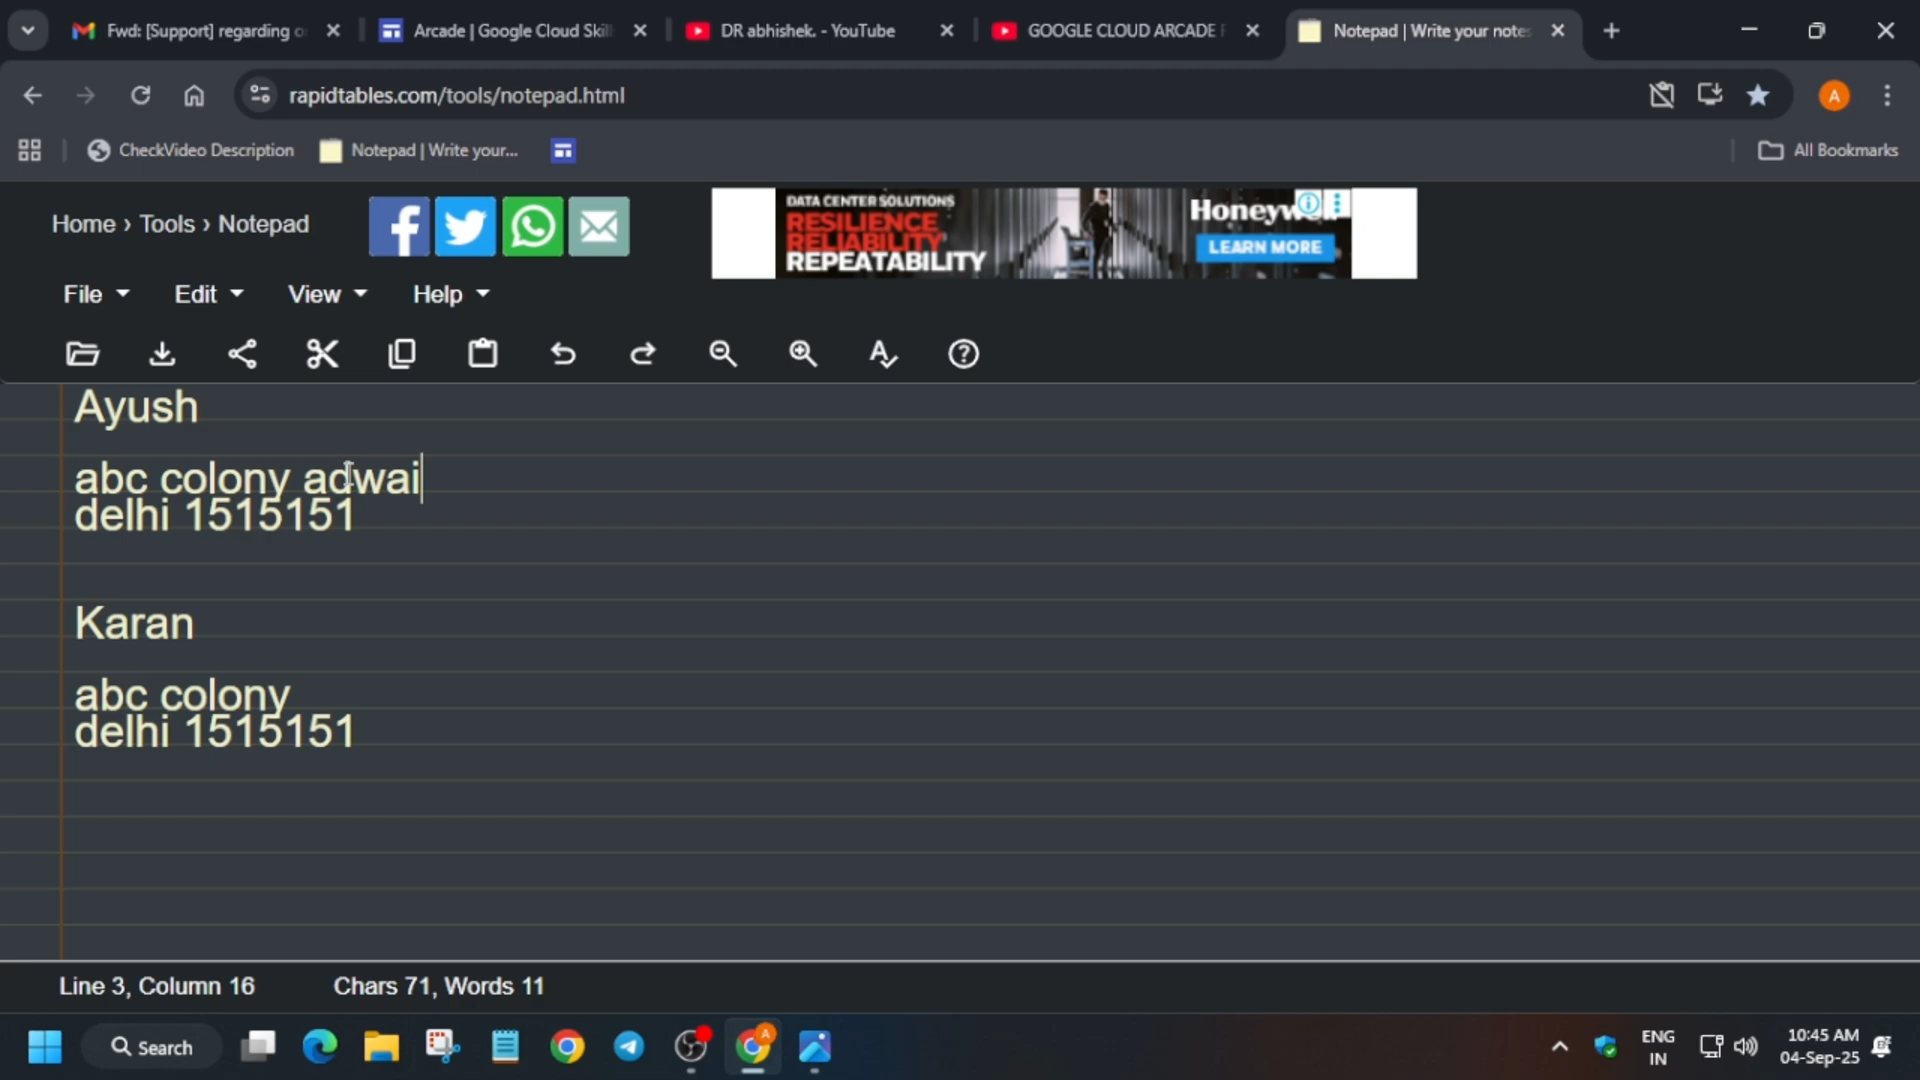 Fwd: [Support] regarding o
Arcade | Google Cloud Skil
DR abhishek. - YouTube
GOOGLE CLOUD ARCADE F
Notepad | Write your notes
rapidtables.com/tools/notepad.html
A
CheckVideo Description
Notepad | Write your...
All Bookmarks
Home › Tools › Notepad
DATA CENTER SOLUTIONS
RESILIENCE
RELIABILITY
REPEATABILITY
Honeywell
LEARN MORE
File
Edit
View
Help
Ayush
abc colony adwai
delhi 1515151
Karan
abc colony
delhi 1515151
Line 3, Column 16
Chars 71, Words 11
Search
A
ENG
IN
10:45 AM
04-Sep-25